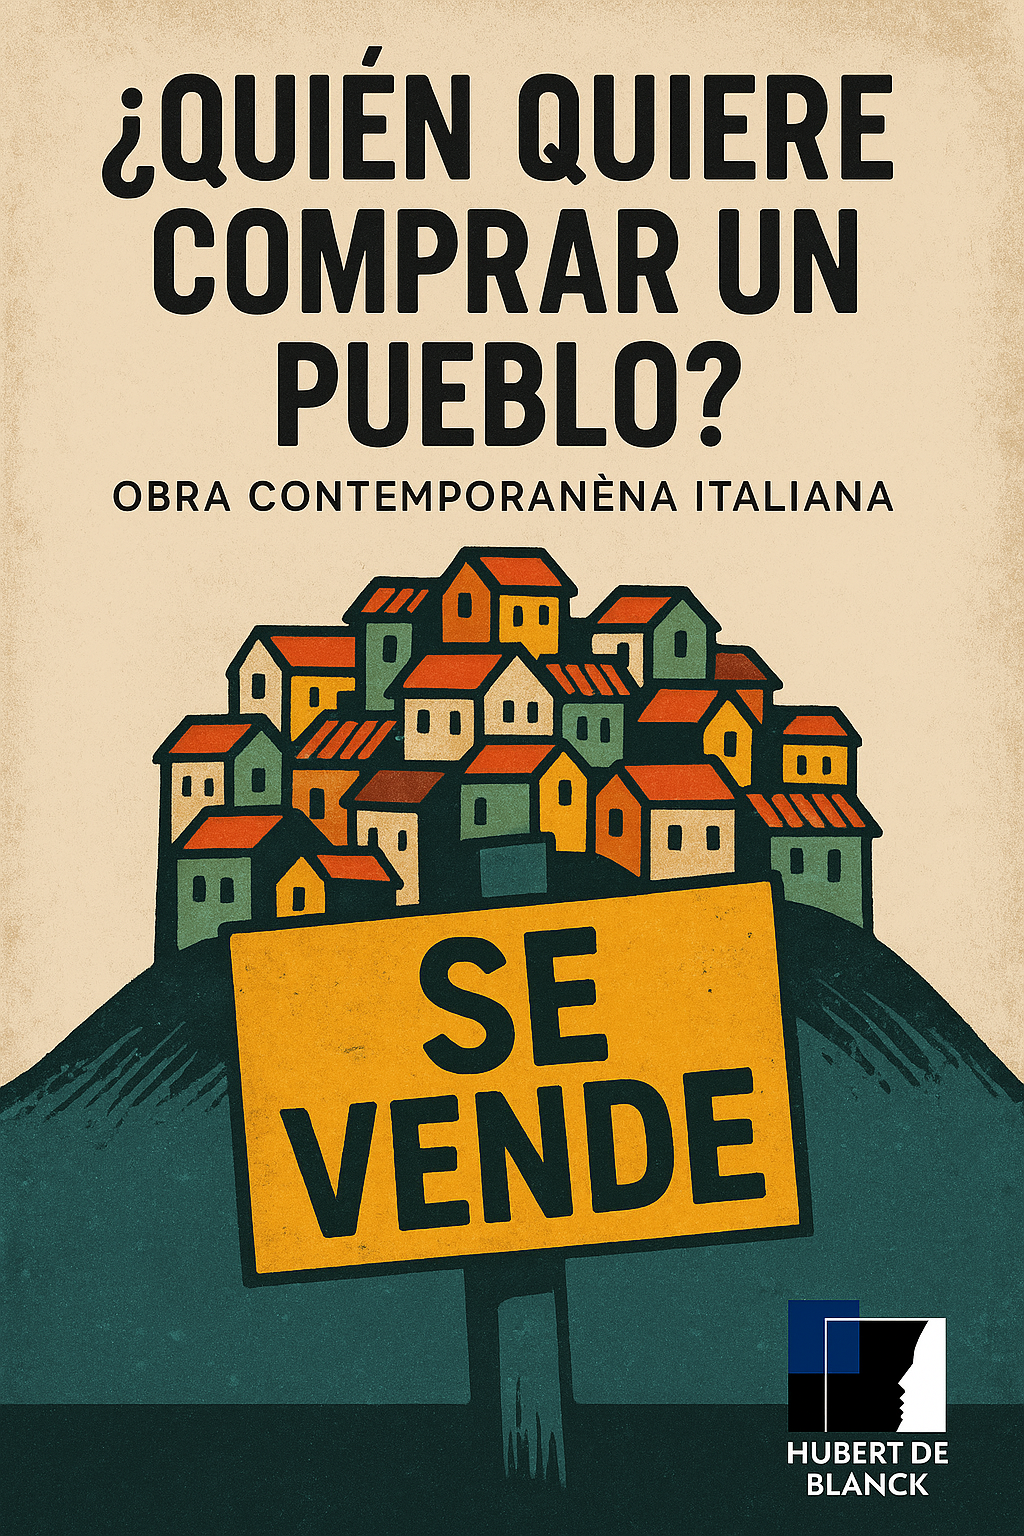 ¿QUIÉN QUIERE
COMPRAR UN
PUEBLO?
OBRA CONTEMPORANÈNA ITALIANA
SE
VENDE
HUBERT DE
BLANCK